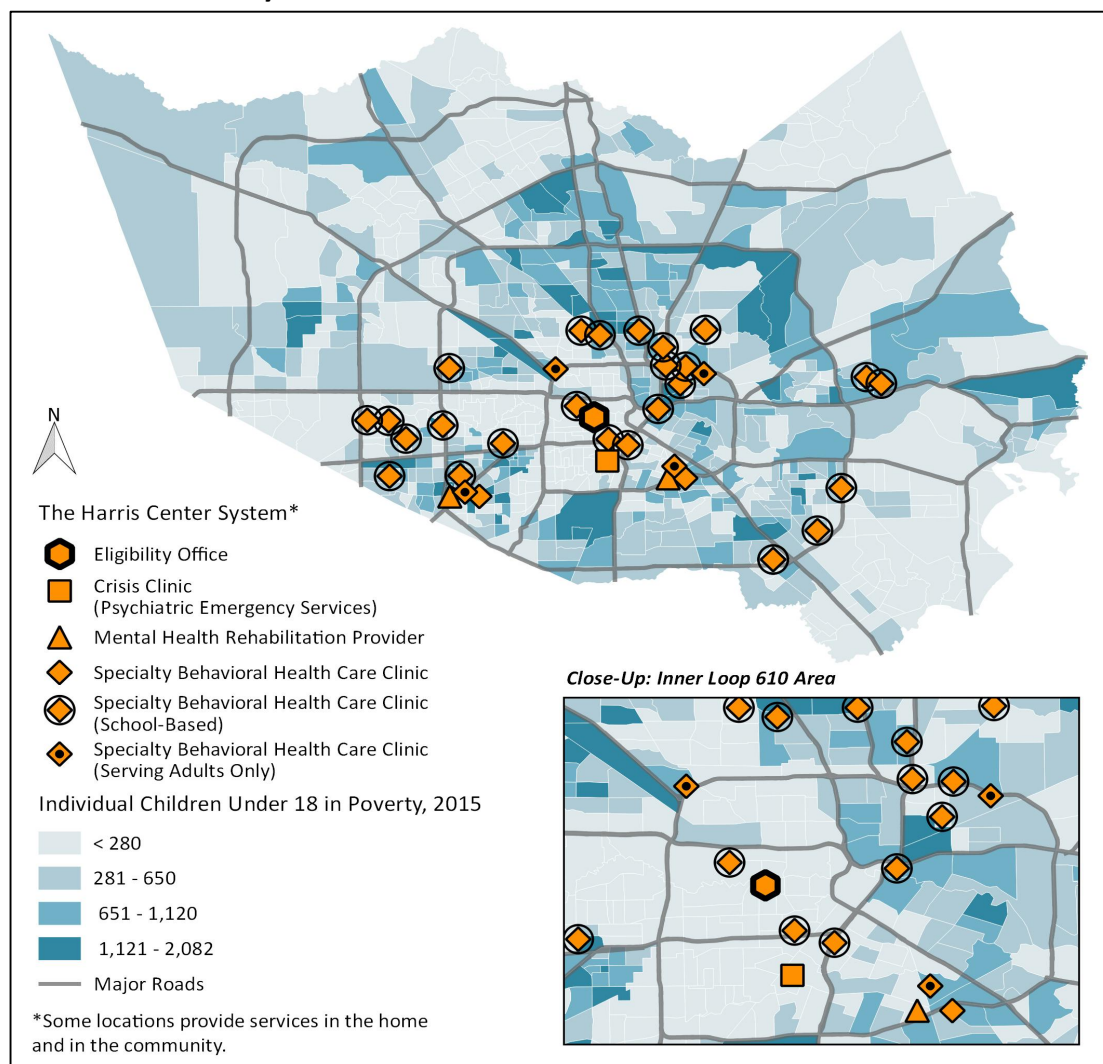 N
The Harris Center System*
Eligibility Office
Crisis Clinic
(Psychiatric Emergency Services)
Mental Health Rehabilitation Provider
Specialty Behavioral Health Care Clinic
Specialty Behavioral Health Care Clinic
(School-Based)
Specialty Behavioral Health Care Clinic
(Serving Adults Only)
Individual Children Under 18 in Poverty, 2015
< 280
281 - 650
651 - 1,120
1,121 - 2,082
Major Roads
*Some locations provide services in the home
and in the community.
Close-Up: Inner Loop 610 Area